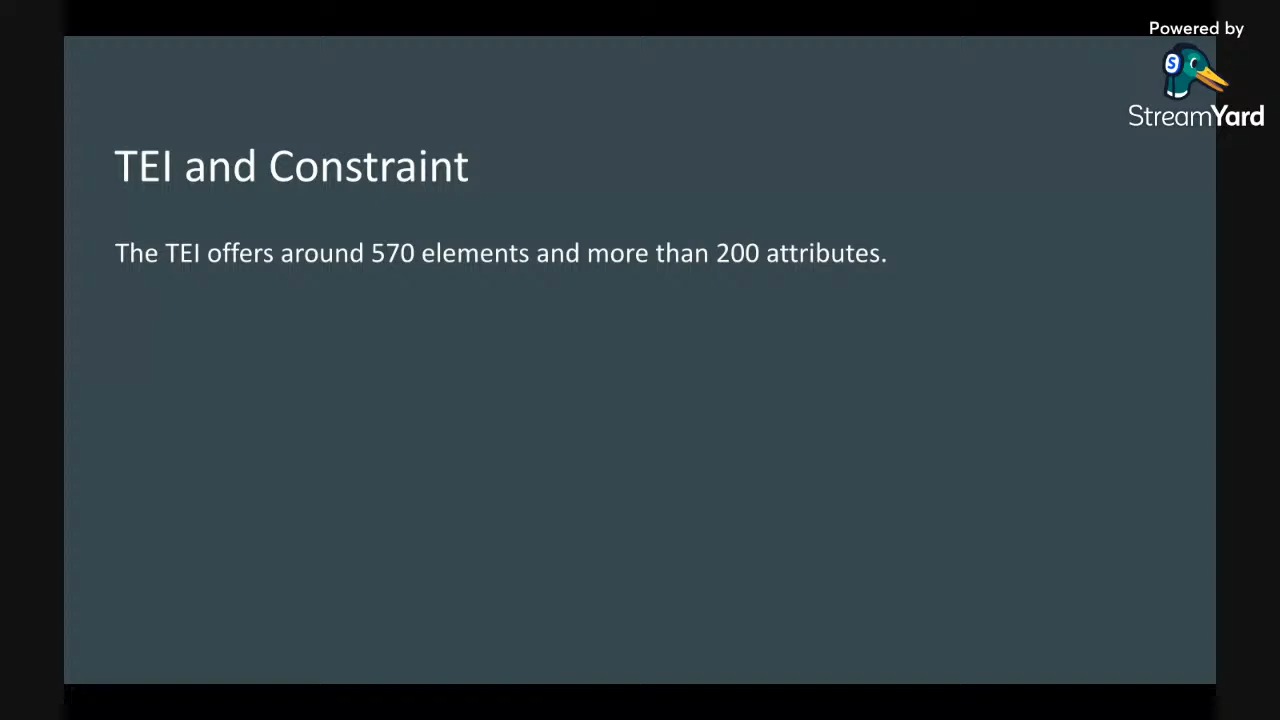 Powered by
S
StreamYard
TEI and Constraint
The TEI offers around 570 elements and more than 200 attributes.